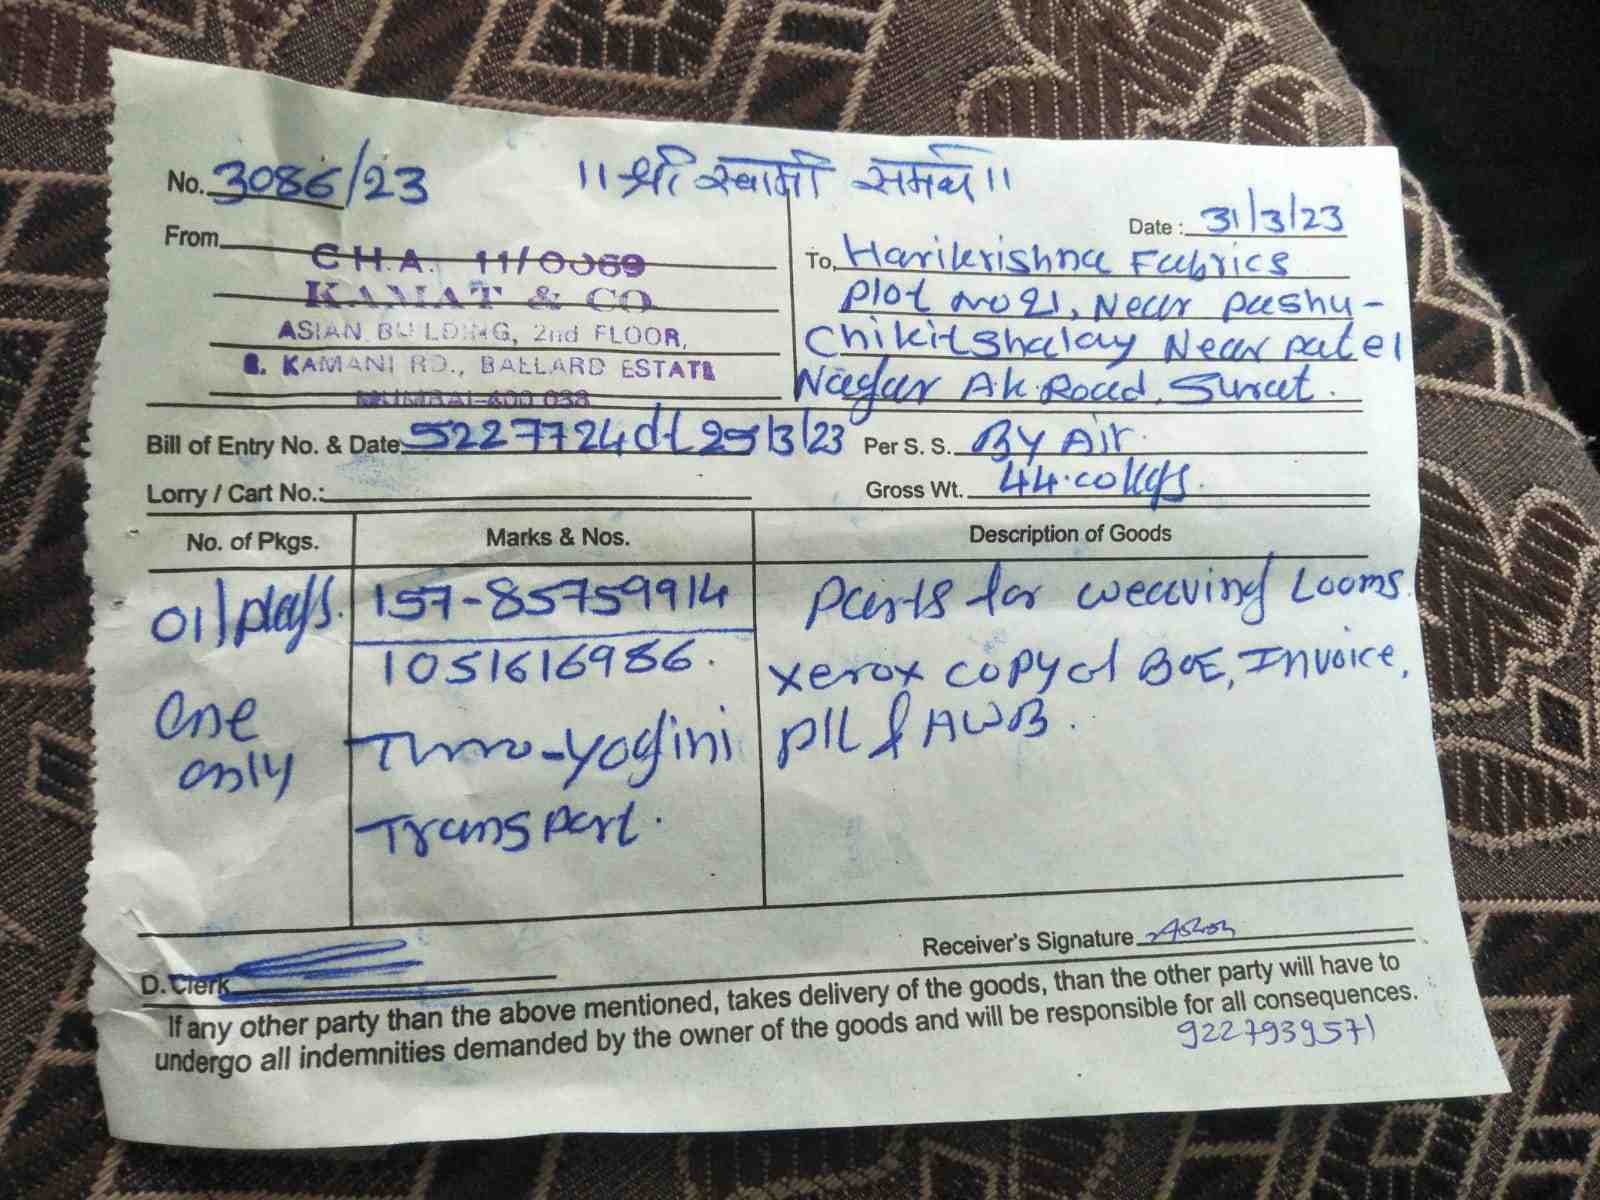 No. 3086/23
॥ श्री स्वामी समर्थ ॥
Date : 31/3/23
From
C.H.A. 11/0069
KAMAT & CO.
ASIAN BUILDING, 2nd FLOOR,
KAMANI RD., BALLARD ESTATE
MUMBAI-400 038
To, Harikrishna Fabrics
Plot no 21, Near pashu-
Chikitshalay Near patel
Nagar Ak. Road, Surat.
Bill of Entry No. & Date 5227724 dt 25/3/23 Per S. S. By Air.
Lorry / Cart No.: Gross Wt. 44.00 kgs.
No. of Pkgs. Marks & Nos. Description of Goods
01 pkgs. 157-85759914 Parts for weaving Looms.
1051616986. xerox copy of BOE, Invoice,
One Thro-yogini P/L & AWB.
only Transport.
Receiver's Signature
D. Clerk
If any other party than the above mentioned, takes delivery of the goods, than the other party will have to
undergo all indemnities demanded by the owner of the goods and will be responsible for all consequences.
9227939571